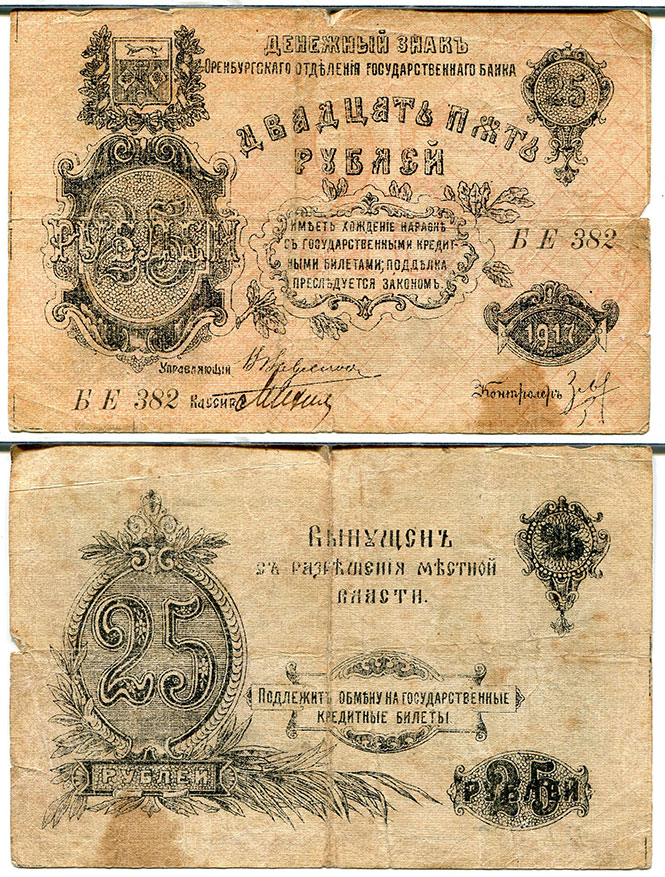 ДЕНЕЖНЫЙ ЗНАКЪ
ОРЕНБУРГСКАГО ОТДѢЛЕНІЯ ГОСУДАРСТВЕННАГО БАНКА
25
ДВАДЦАТЬ ПЯТЬ
РУБЛЕЙ
25
РУБЛЕЙ
ИМѢЕТЪ ХОЖДЕНІЕ НАРАВНѢ
СЪ ГОСУДАРСТВЕННЫМИ КРЕДИТ-
НЫМИ БИЛЕТАМИ; ПОДДѢЛКА
ПРЕСЛѢДУЕТСЯ ЗАКОНОМЪ.
БЕ 382
1917
Управляющій
БЕ 382
Кассиръ
Контролеръ
ВЫПУЩЕНЪ
СЪ РАЗРѢШЕНІЯ МѢСТНОЙ
ВЛАСТИ.
25
25
РУБЛЕЙ
ПОДЛЕЖИТЪ ОБМѢНУ НА ГОСУДАРСТВЕННЫЕ
КРЕДИТНЫЕ БИЛЕТЫ
25
РУБЛЕЙ